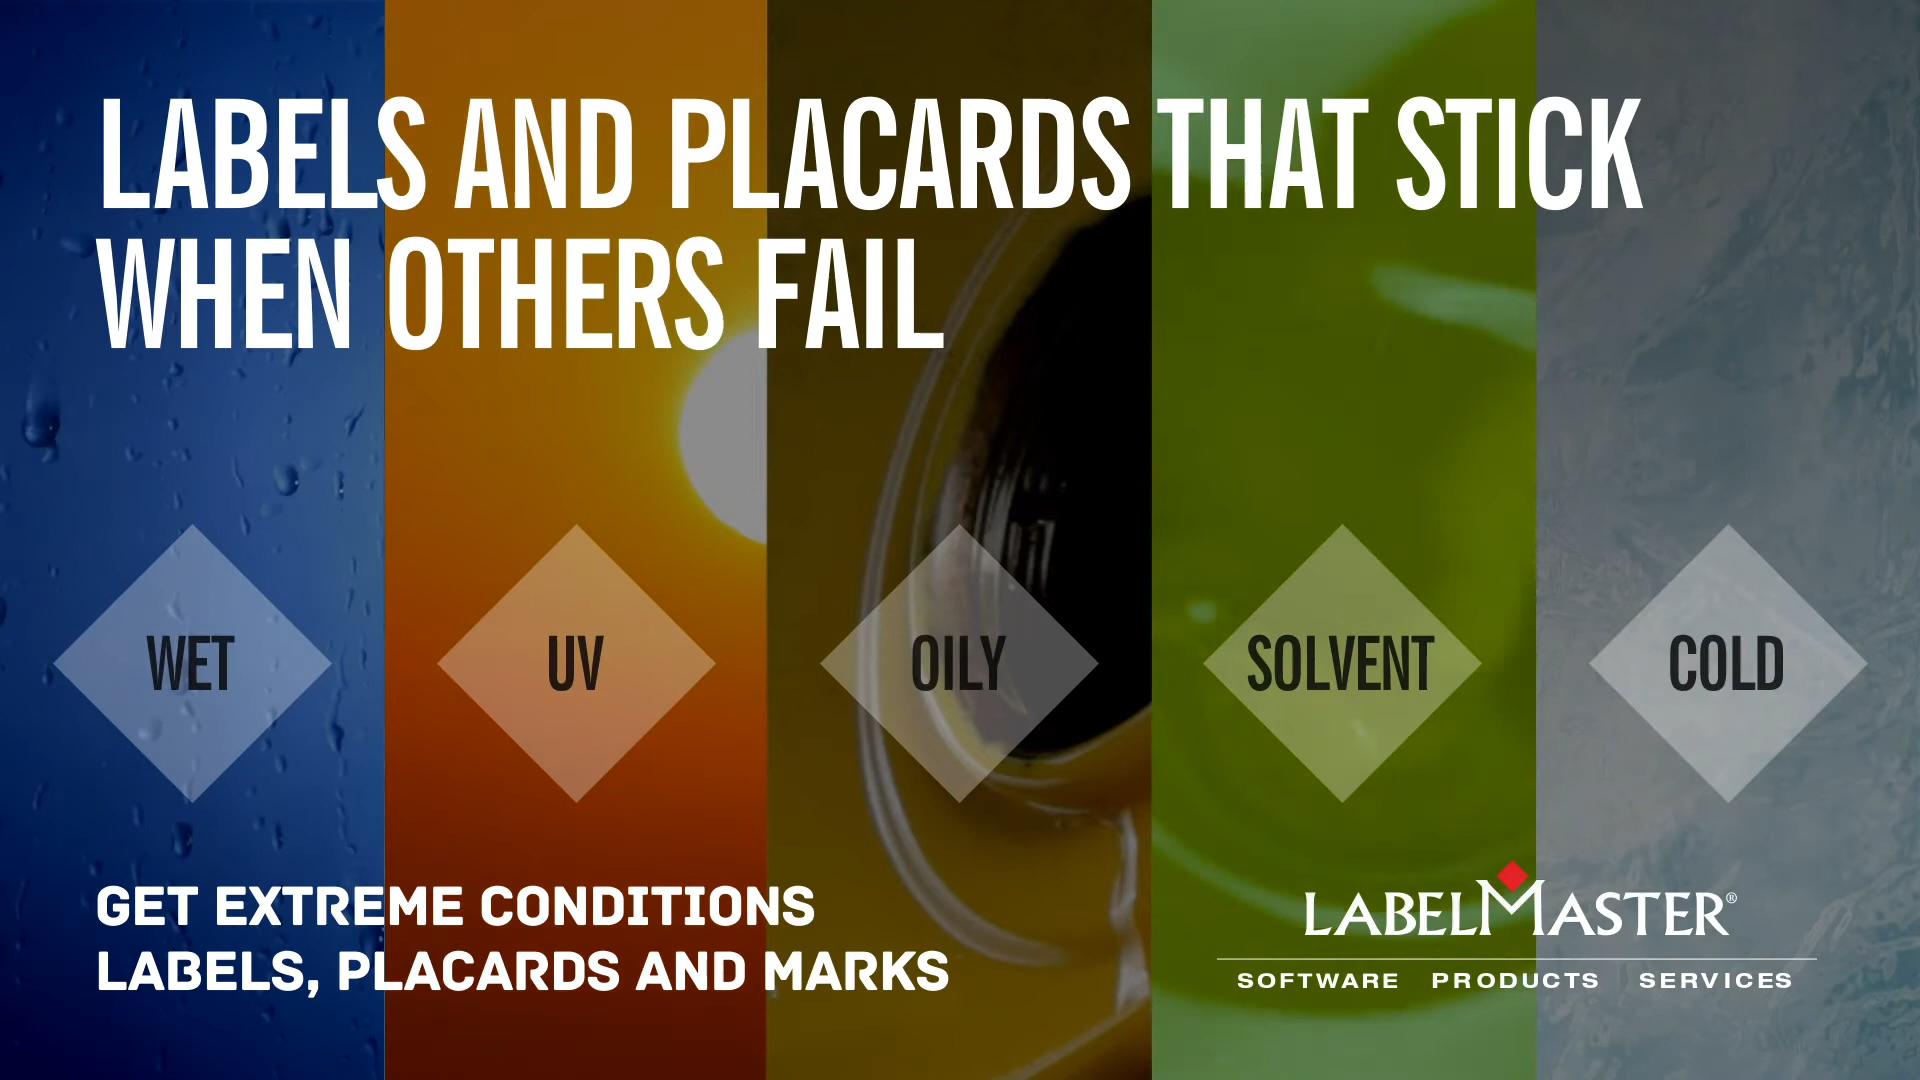 LABELS AND PLACARDS THAT STICK
WHEN OTHERS FAIL
WET
UV
OILY
SOLVENT
COLD
GET EXTREME CONDITIONS
LABELS, PLACARDS AND MARKS
LABELMASTER®
SOFTWARE PRODUCTS SERVICES